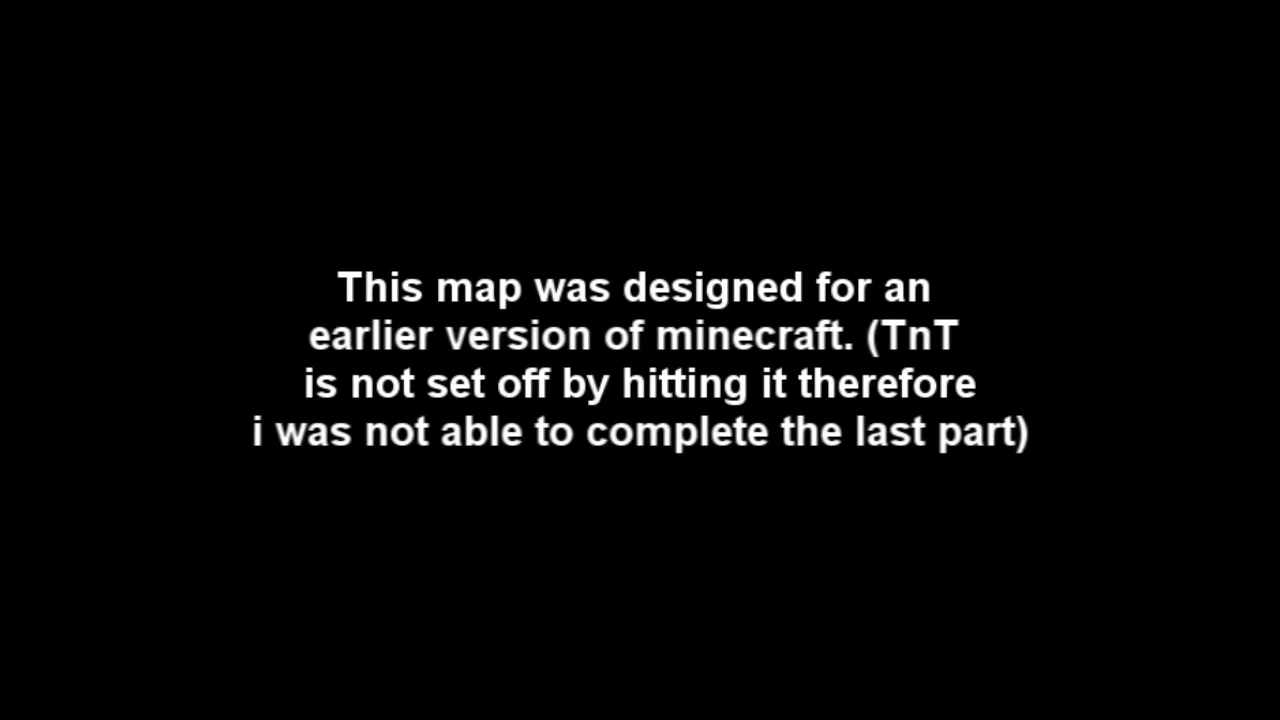 This map was designed for an
earlier version of minecraft. (TnT
is not set off by hitting it therefore
i was not able to complete the last part)